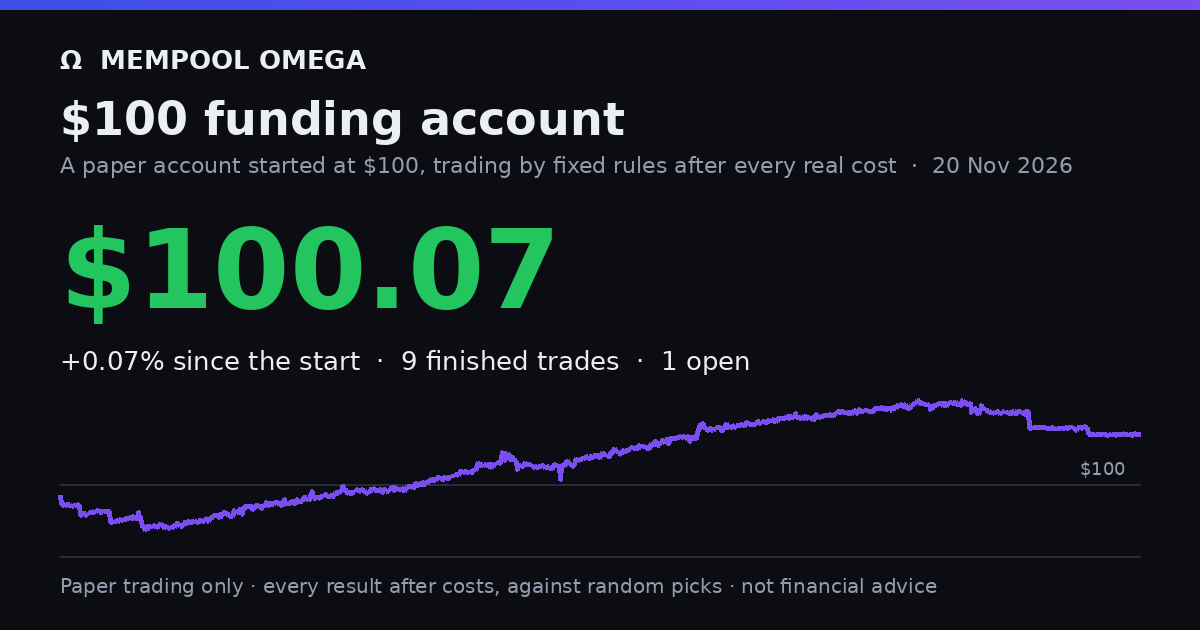 Ω MEMPOOL OMEGA
$100 funding account
A paper account started at $100, trading by fixed rules after every real cost · 20 Nov 2026
$100.07
+0.07% since the start · 9 finished trades · 1 open
$100
Paper trading only · every result after costs, against random picks · not financial advice